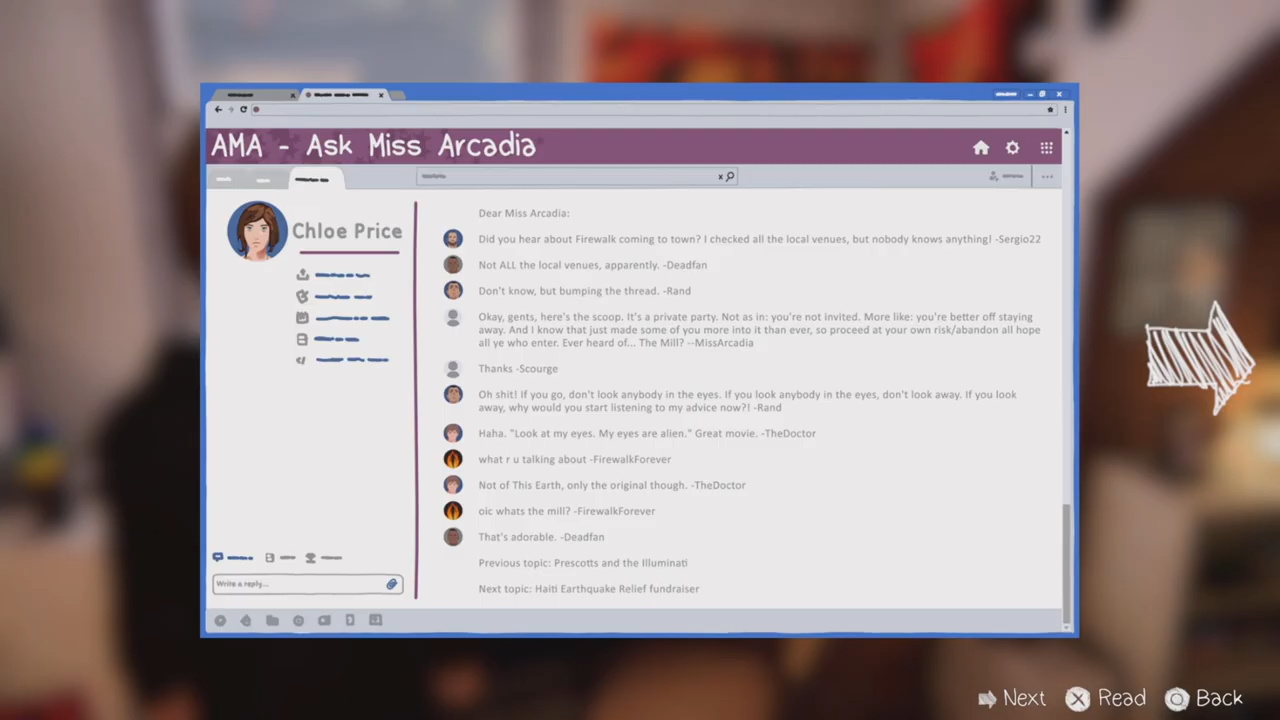 AMA - Ask Miss Arcadia
Chloe Price
Dear Miss Arcadia:
Did you hear about Firewalk coming to town? I checked all the local venues, but nobody knows anything! -Sergio22
Not ALL the local venues, apparently. -Deadfan
Don't know, but bumping the thread. -Rand
Okay, gents, here's the scoop. It's a private party. Not as in: you're not invited. More like: you're better off staying
away. And I know that just made some of you more into it than ever, so proceed at your own risk/abandon all hope
all ye who enter. Ever heard of... The Mill? --MissArcadia
Thanks -Scourge
Oh shit! If you go, don't look anybody in the eyes. If you look anybody in the eyes, don't look away. If you look
away, why would you start listening to my advice now?! -Rand
Haha. "Look at my eyes. My eyes are alien." Great movie. -TheDoctor
what r u talking about -FirewalkForever
Not of This Earth, only the original though. -TheDoctor
oic whats the mill? -FirewalkForever
That's adorable. -Deadfan
Previous topic: Prescotts and the Illuminati
Next topic: Haiti Earthquake Relief fundraiser
Write a reply...
Next Read Back